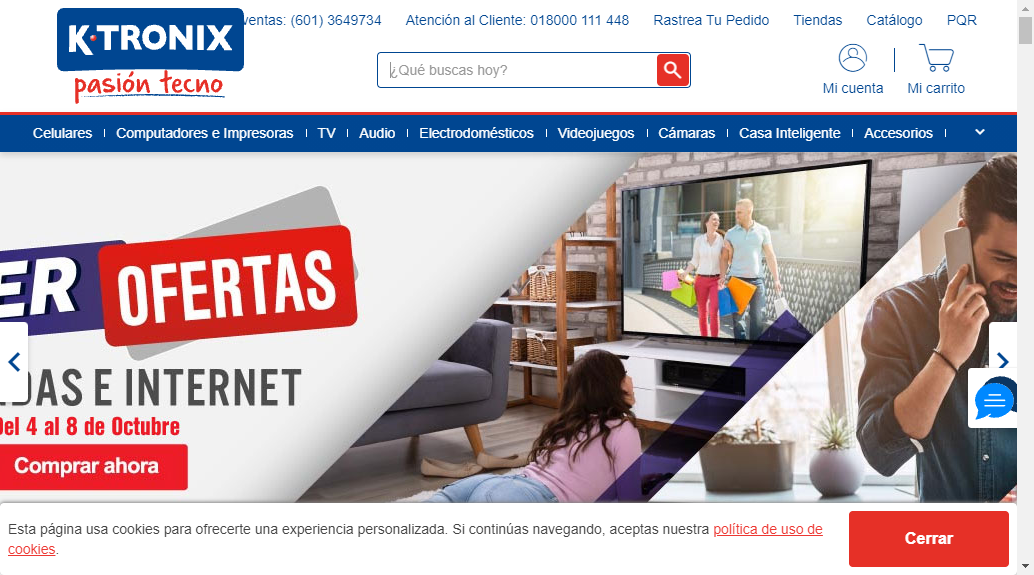 K-TRONIX
pasión tecno
ventas: (601) 3649734
Atención al Cliente: 018000 111 448
Rastrea Tu Pedido
Tiendas
Catálogo
PQR
¿Qué buscas hoy?
Mi cuenta
Mi carrito
Celulares
Computadores e Impresoras
TV
Audio
Electrodomésticos
Videojuegos
Cámaras
Casa Inteligente
Accesorios
ER OFERTAS
DAS E INTERNET
Del 4 al 8 de Octubre
Comprar ahora
Esta página usa cookies para ofrecerte una experiencia personalizada. Si continúas navegando, aceptas nuestra política de uso de
cookies.
Cerrar